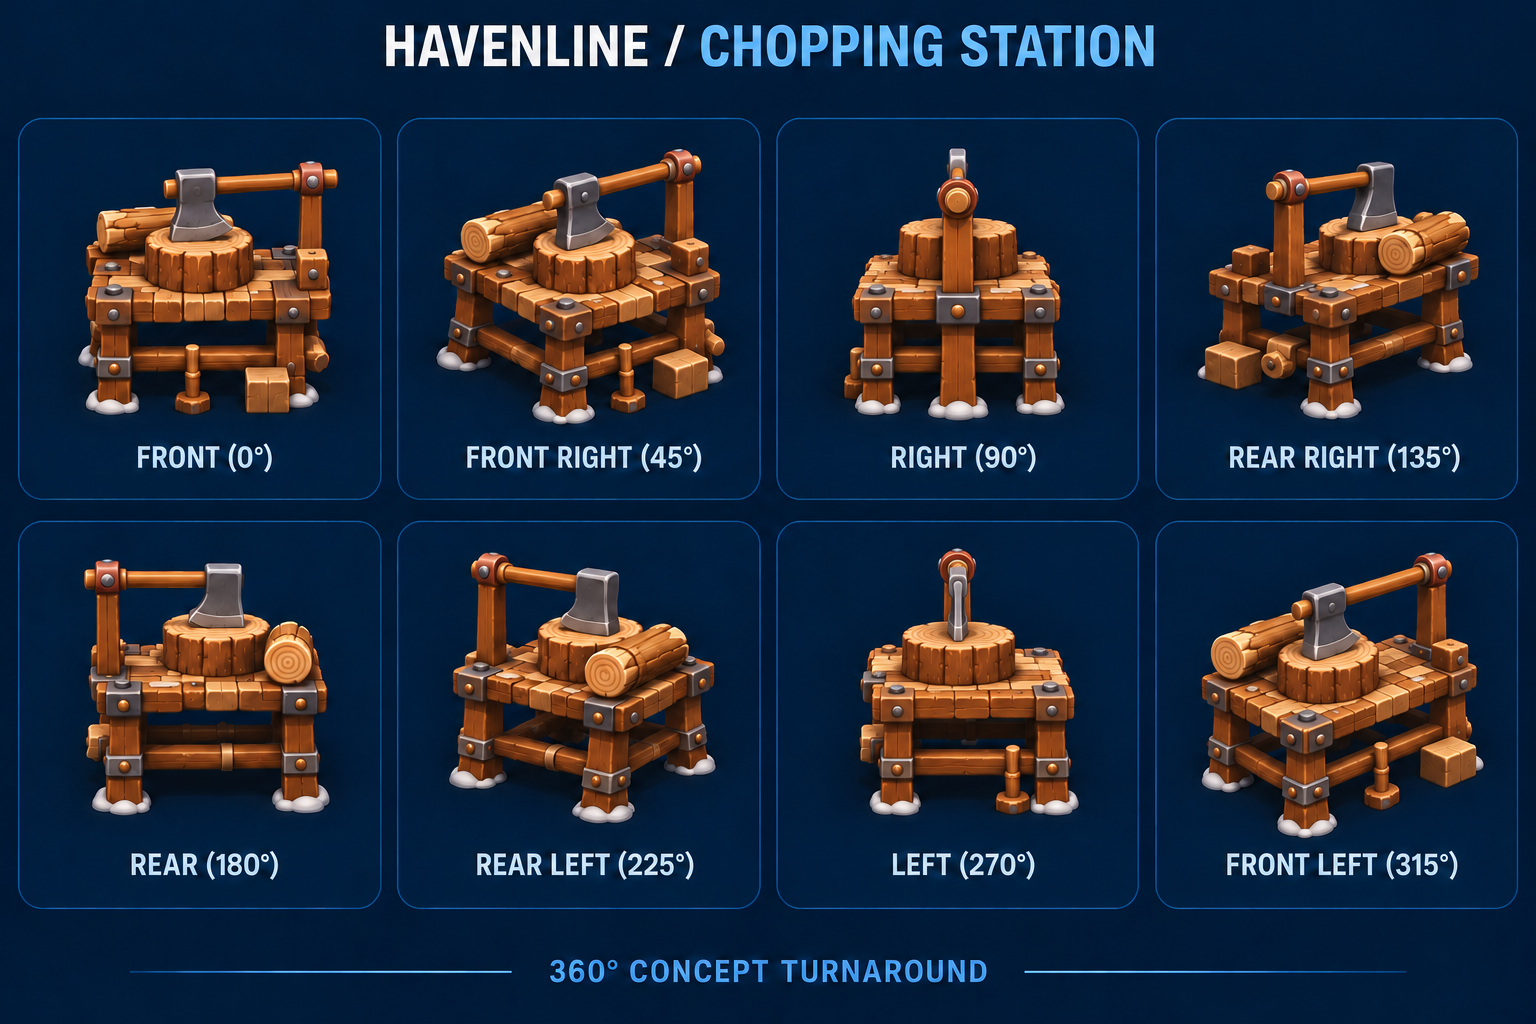 HAVENLINE / CHOPPING STATION
FRONT (0°)
FRONT RIGHT (45°)
RIGHT (90°)
REAR RIGHT (135°)
REAR (180°)
REAR LEFT (225°)
LEFT (270°)
FRONT LEFT (315°)
360° CONCEPT TURNAROUND